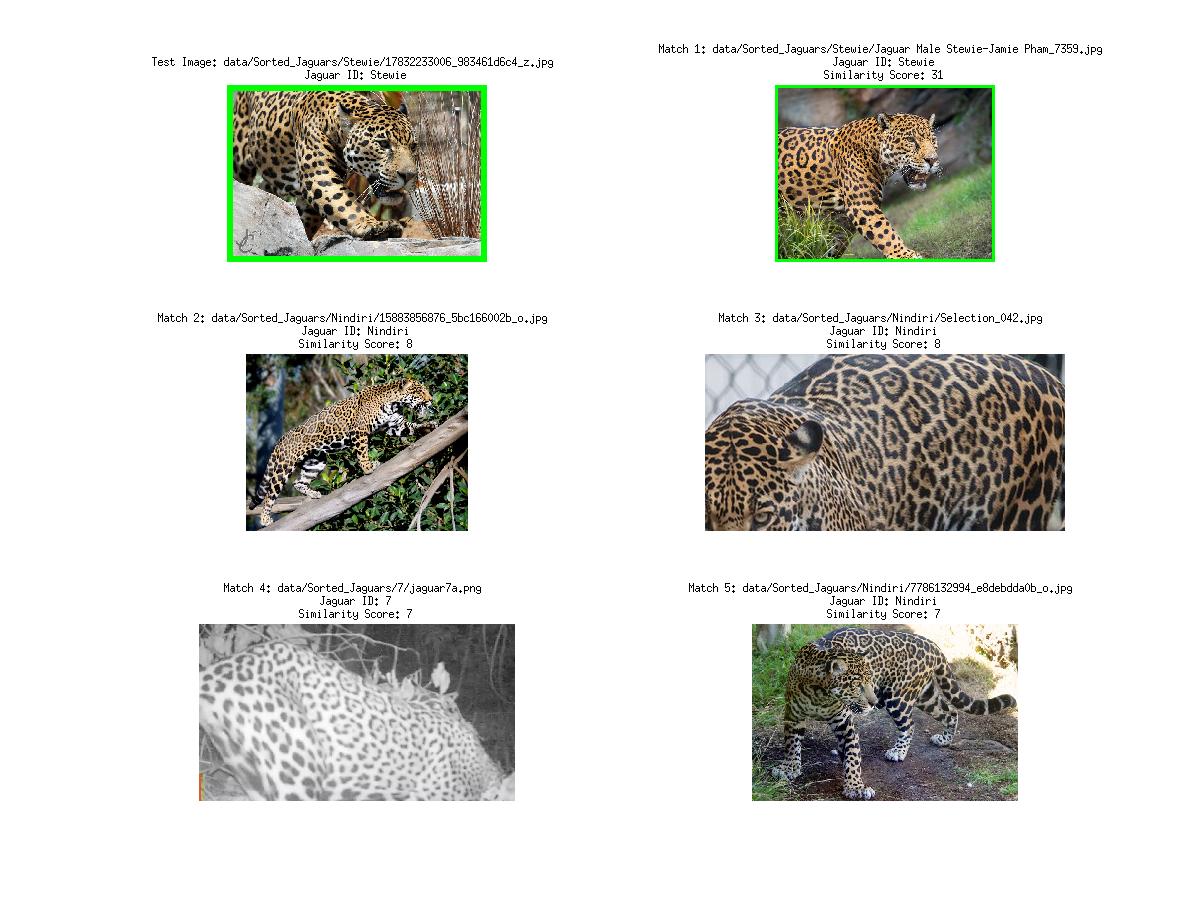 Test Image: data/Sorted_Jaguars/Stewie/17832233006_983461d6c4_z.jpg
Jaguar ID: Stewie
Match 1: data/Sorted_Jaguars/Stewie/Jaguar Male Stewie-Jamie Pham_7359.jpg
Jaguar ID: Stewie
Similarity Score: 31
Match 2: data/Sorted_Jaguars/Nindiri/15883856876_5bc166002b_o.jpg
Jaguar ID: Nindiri
Similarity Score: 8
Match 3: data/Sorted_Jaguars/Nindiri/Selection_042.jpg
Jaguar ID: Nindiri
Similarity Score: 8
Match 4: data/Sorted_Jaguars/7/jaguar7a.png
Jaguar ID: 7
Similarity Score: 7
Match 5: data/Sorted_Jaguars/Nindiri/7786132994_e8debdda0b_o.jpg
Jaguar ID: Nindiri
Similarity Score: 7